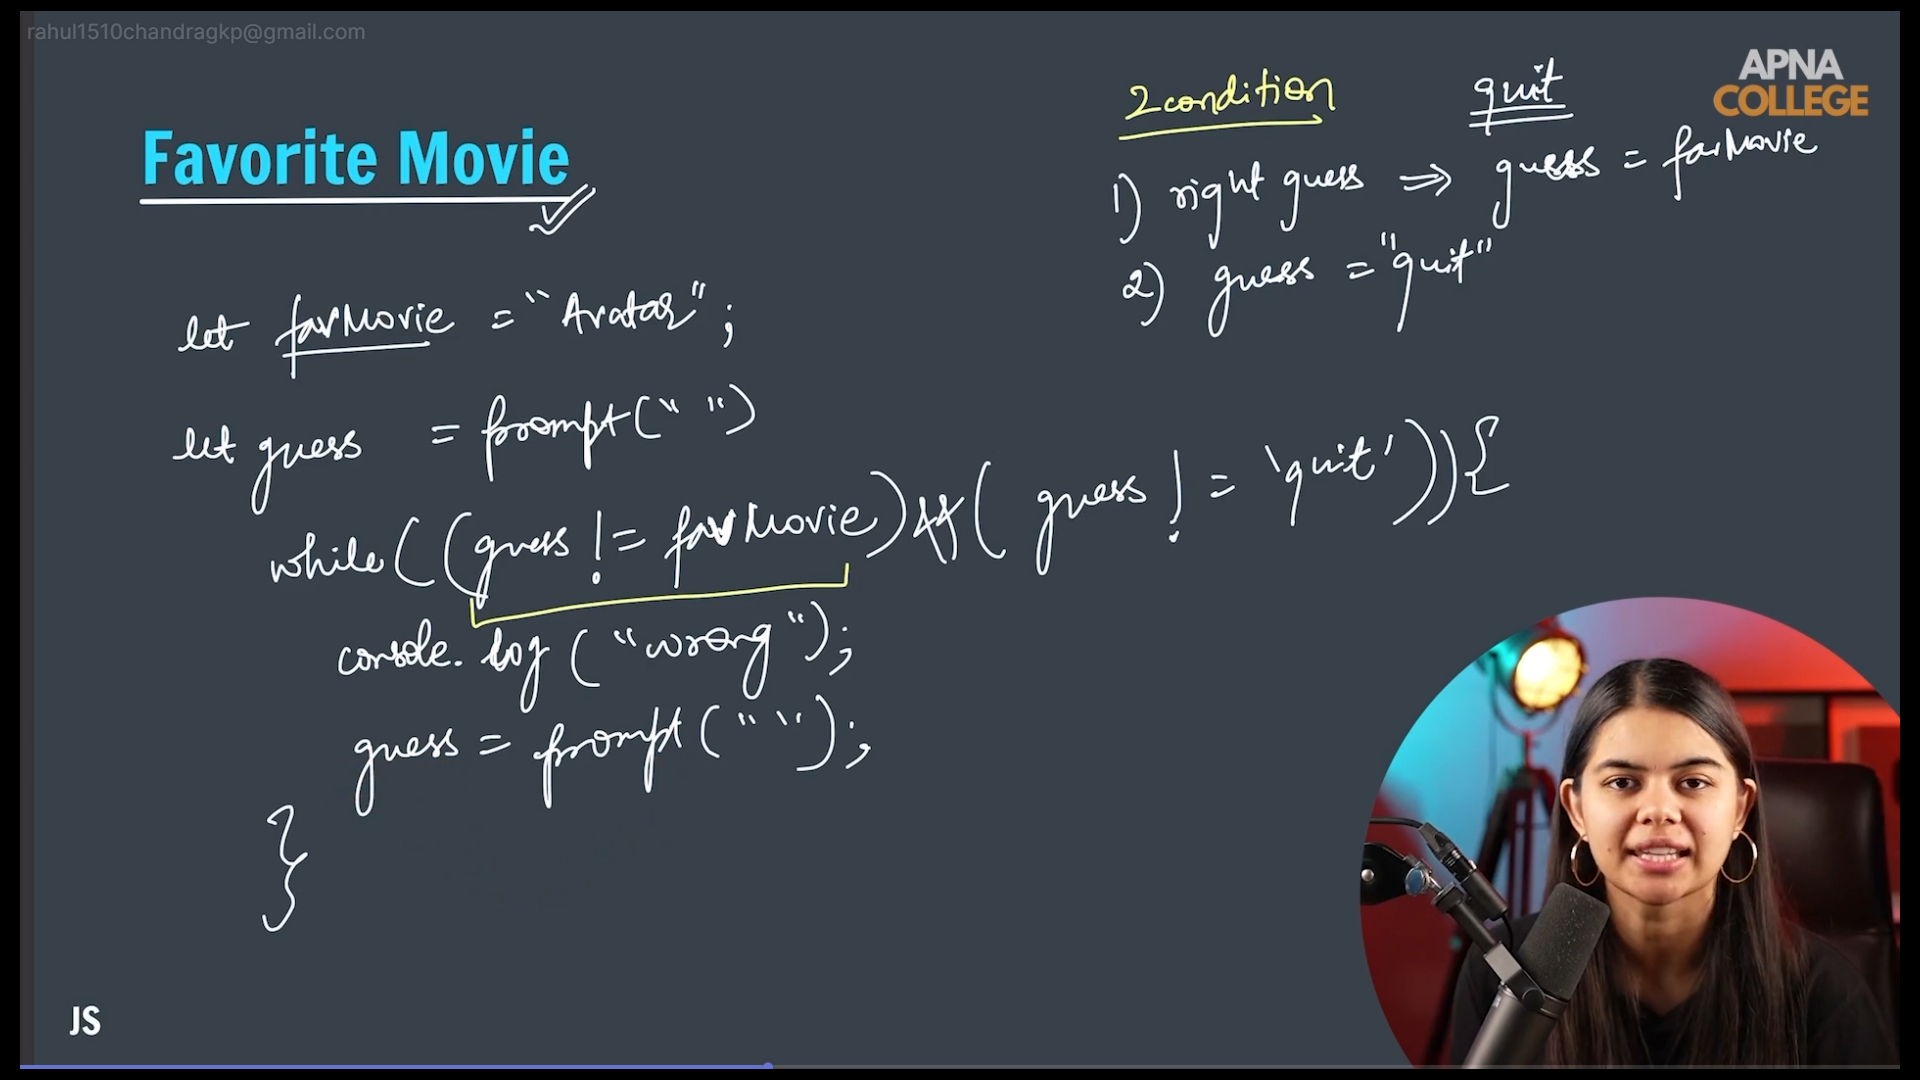 rahul1510chandragkp@gmail.com
APNA
COLLEGE
Favorite Movie
2 condition quit
1) right guess => guess = favMovie
2) guess = "quit"
let favMovie = "Avatar";
let guess = prompt(" ")
while((guess != favMovie)&&( guess != 'quit')){
console.log("wrong");
guess = prompt(" ");
}
JS